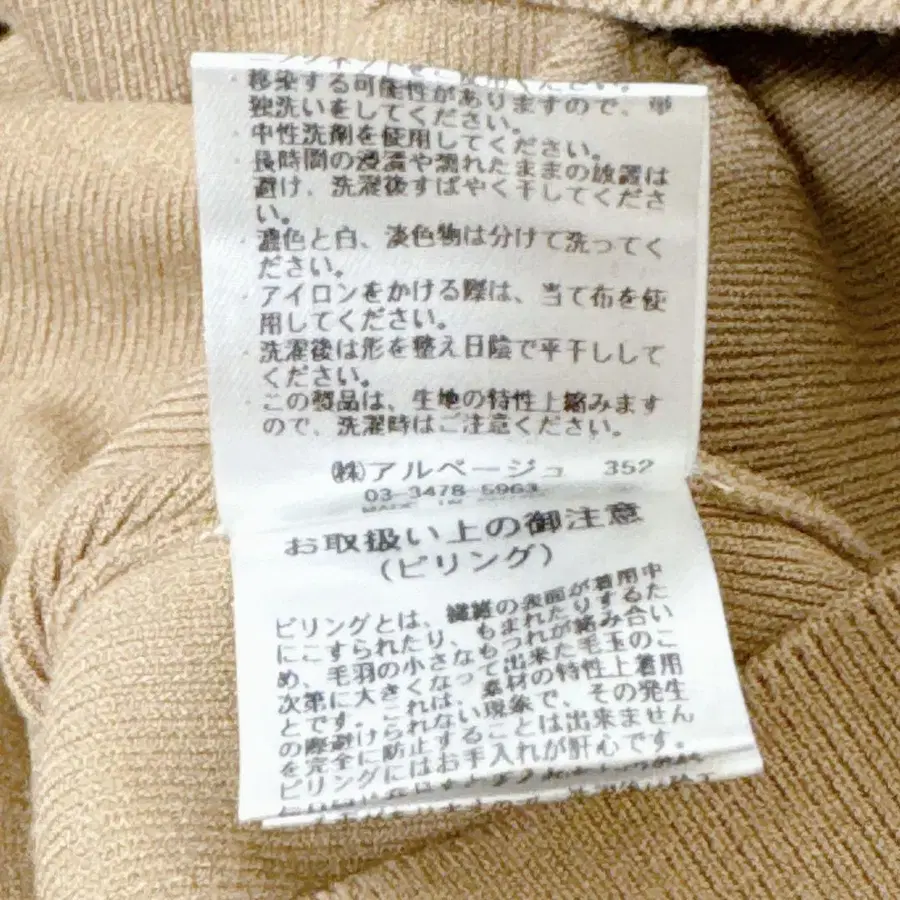 移染する可能性がありますので、単
独洗いをしてください。
・中性洗剤を使用してください。
・長時間の浸漬や濡れたままの放置は
避け、洗濯後すばやく干してくださ
い。
・濃色と白、淡色物は分けて洗ってく
ださい。
・アイロンをかける際は、当て布を使
用してください。
・洗濯後は形を整え日陰で平干しして
ください。
・この製品は、生地の特性上縮みます
ので、洗濯時はご注意ください。
㈱アルページュ 352
03-3478-5963
お取扱い上の御注意
(ピリング)
ピリングとは、繊維の表面が着用中
にこすられたり、もまれたりするた
め、毛羽の小さなもつれが絡み合い
次第に大きくなって出来た毛玉のこ
とです。これは、素材の特性上着用
の際避けられない現象で、その発生
を完全に防止することは出来ません
ピリングにはお手入れが肝心です。